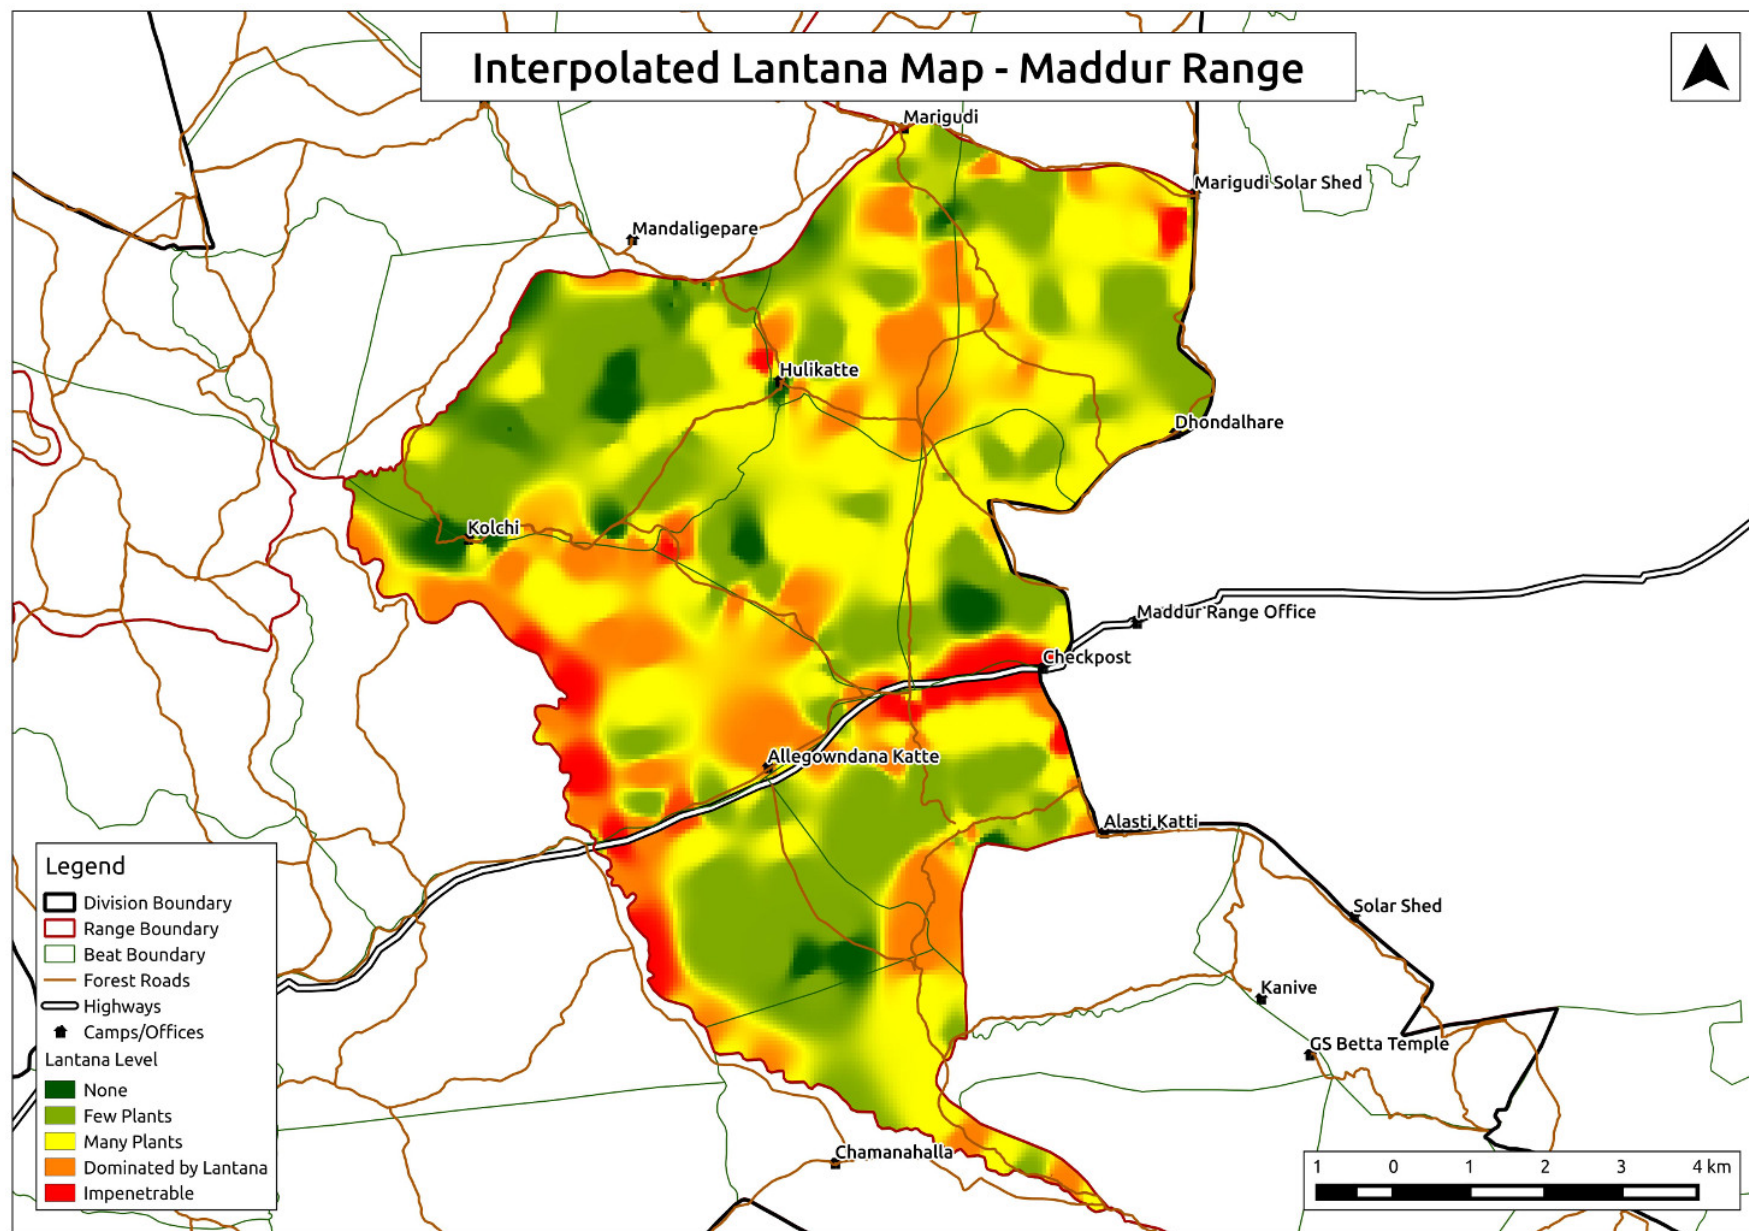 Interpolated Lantana Map - Maddur Range
Marigudi
Marigudi Solar Shed
Mandaligepare
Hulikatte
Dhondalhare
Kolchi
Maddur Range Office
Checkpost
Allegowndana Katte
Alasti Katti
Solar Shed
Kanive
GS Betta Temple
Chamanahalla
Legend
Division Boundary
Range Boundary
Beat Boundary
Forest Roads
Highways
Camps/Offices
Lantana Level
None
Few Plants
Many Plants
Dominated by Lantana
Impenetrable
1 0 1 2 3 4 km